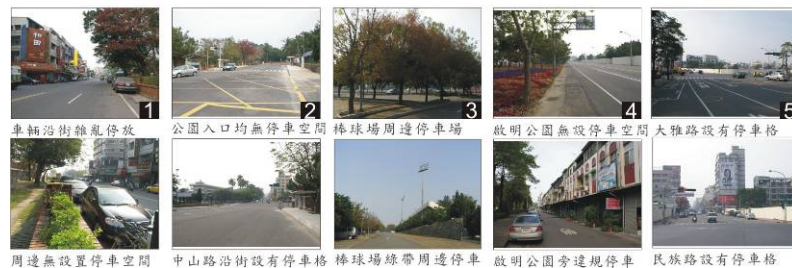 1
2
3
4
5
車輛沿街雜亂停放
公園入口均無停車空間
棒球場周邊停車場
啟明公園無設停車空間
大雅路設有停車格
周邊無設置停車空間
中山路沿街設有停車格
棒球場綠帶周邊停車
啟明公園旁違規停車
民族路設有停車格